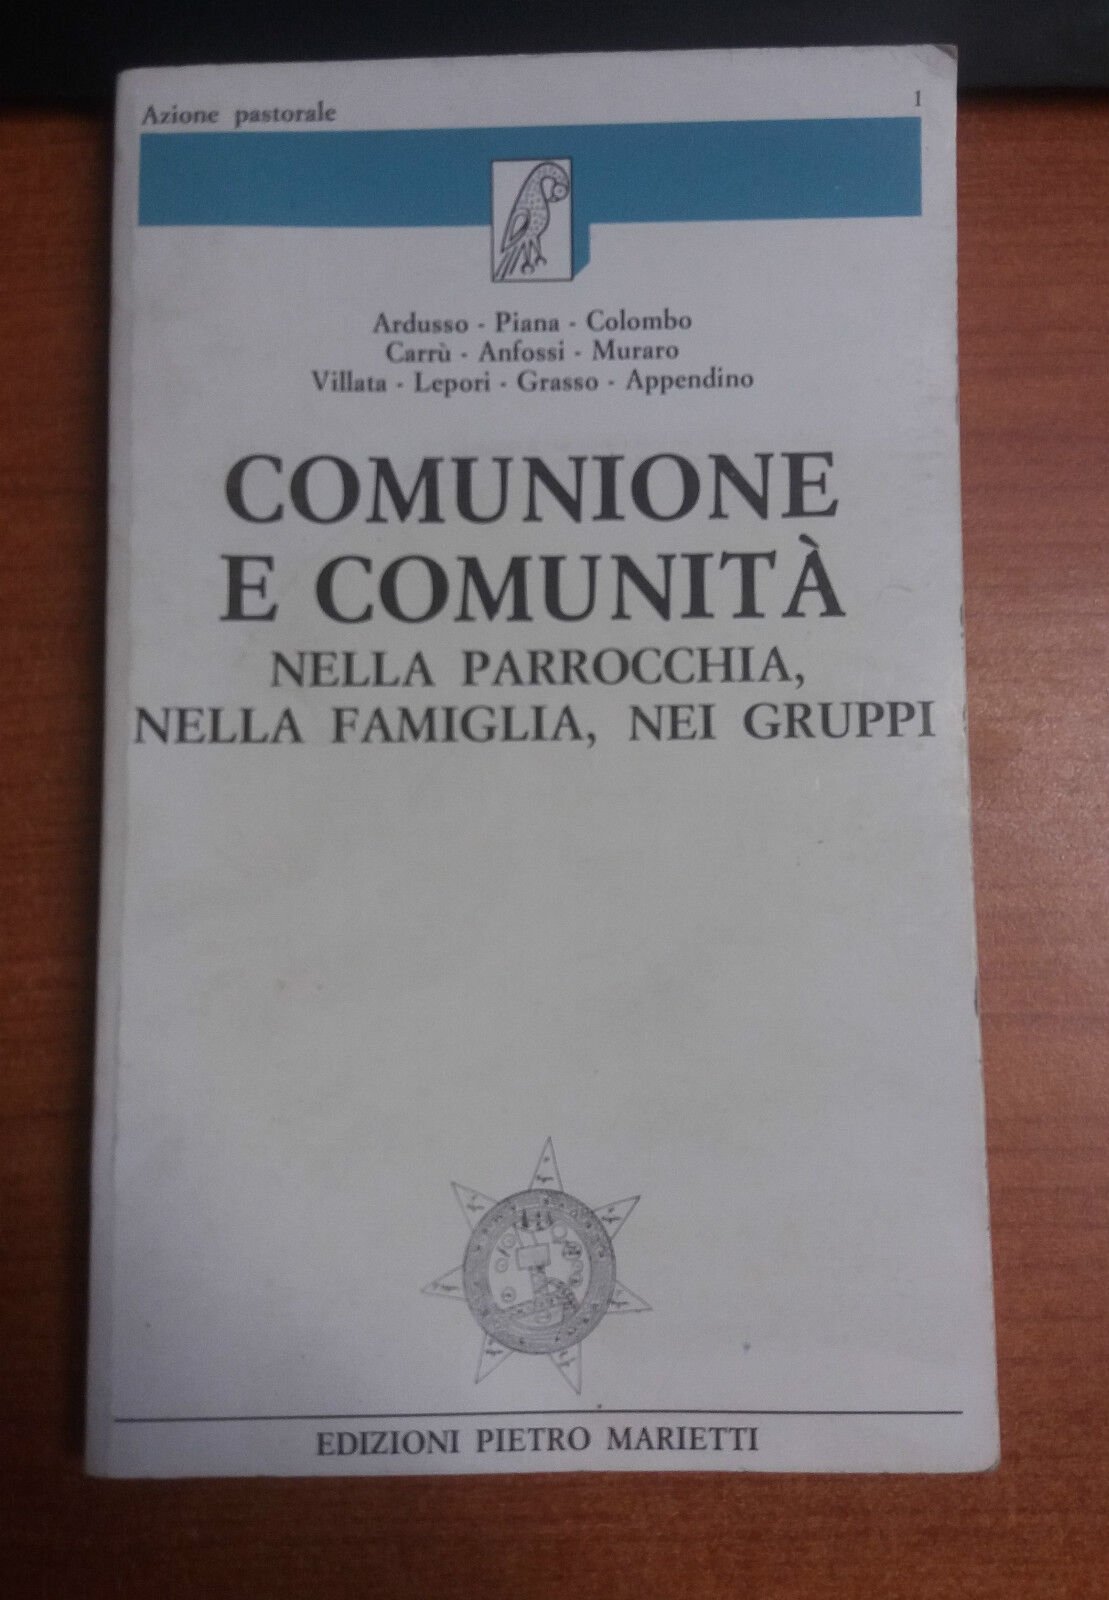 Azione pastorale
1
Ardusso - Piana - Colombo
Carrù - Anfossi - Muraro
Villata - Lepori - Grasso - Appendino
COMUNIONE
E COMUNITÀ
NELLA PARROCCHIA,
NELLA FAMIGLIA, NEI GRUPPI
EDIZIONI PIETRO MARIETTI